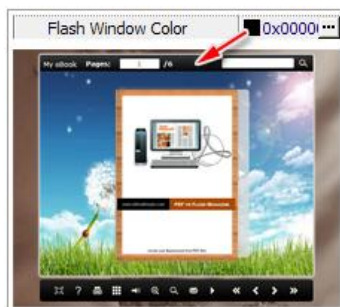 Flash Window Color
0x0000
My eBook Pages: 1 /6
PDF to Flash Magazine